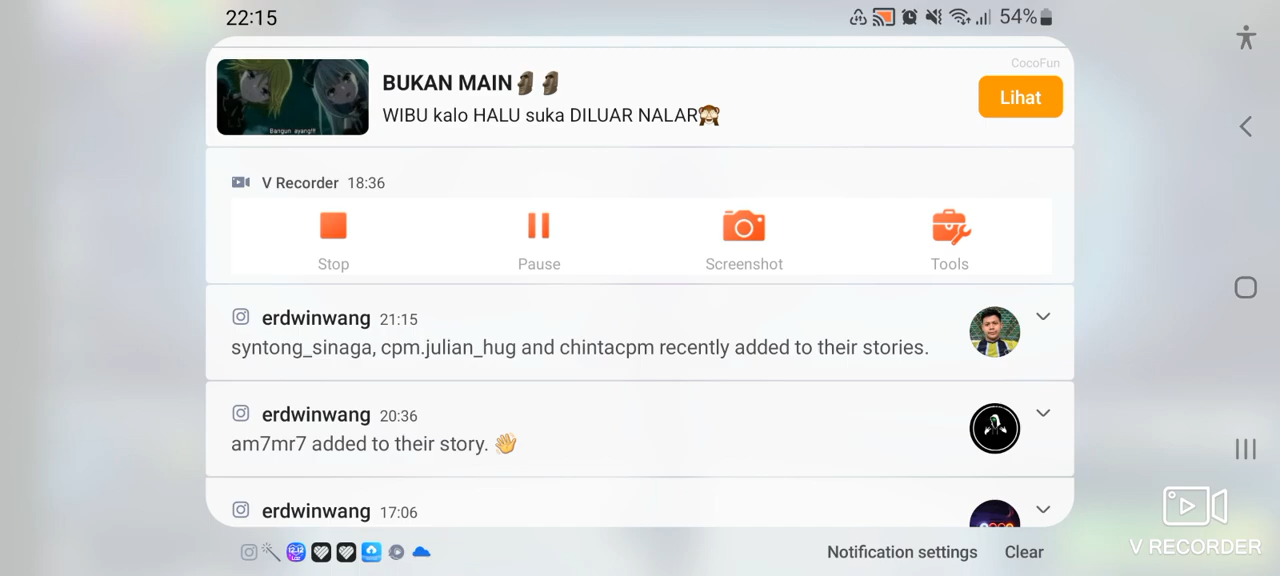 22:15
54%
CocoFun
BUKAN MAIN🗿🗿
Lihat
WIBU kalo HALU suka DILUAR NALAR🙈
Bangun ayang!!!
V Recorder 18:36
Stop Pause Screenshot Tools
erdwinwang 21:15
syntong_sinaga, cpm.julian_hug and chintacpm recently added to their stories.
erdwinwang 20:36
am7mr7 added to their story. 👋
erdwinwang 17:06
Notification settings Clear
V RECORDER